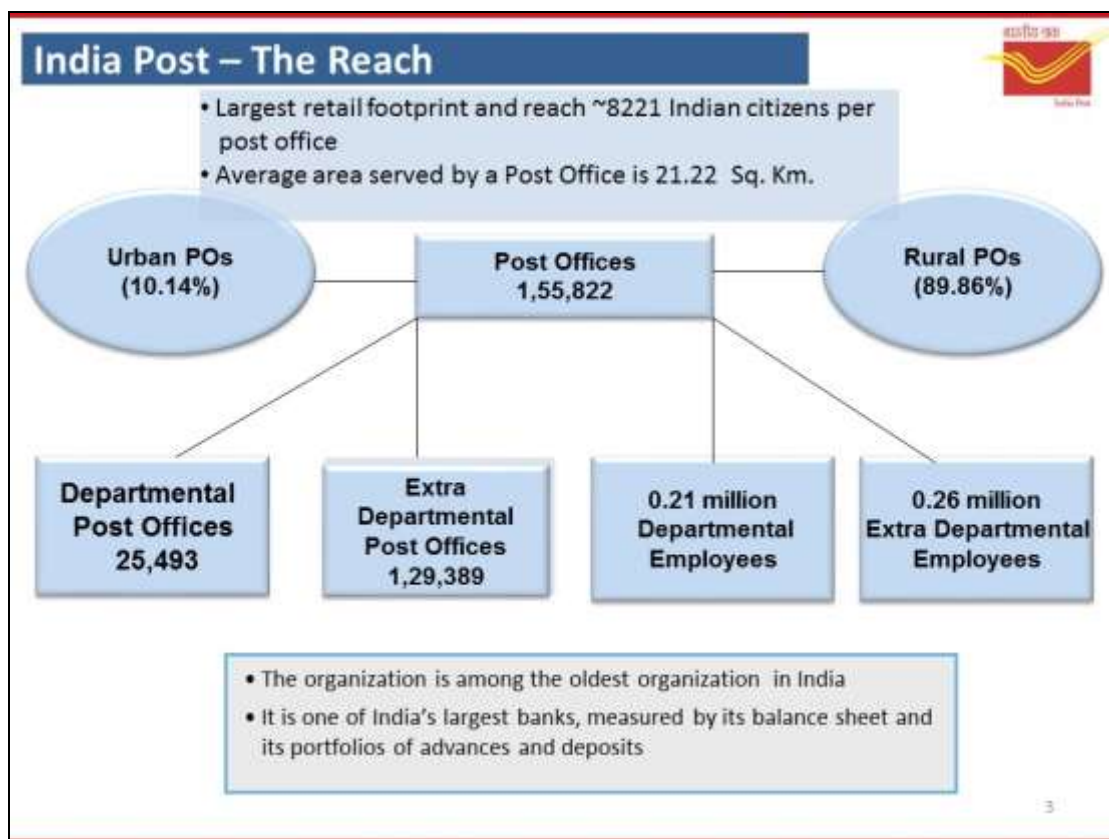 India Post – The Reach
भारतीय डाक
India Post
• Largest retail footprint and reach ~8221 Indian citizens per
post office
• Average area served by a Post Office is 21.22 Sq. Km.
Urban POs
(10.14%)
Post Offices
1,55,822
Rural POs
(89.86%)
Departmental
Post Offices
25,493
Extra
Departmental
Post Offices
1,29,389
0.21 million
Departmental
Employees
0.26 million
Extra Departmental
Employees
• The organization is among the oldest organization in India
• It is one of India's largest banks, measured by its balance sheet and
its portfolios of advances and deposits
3